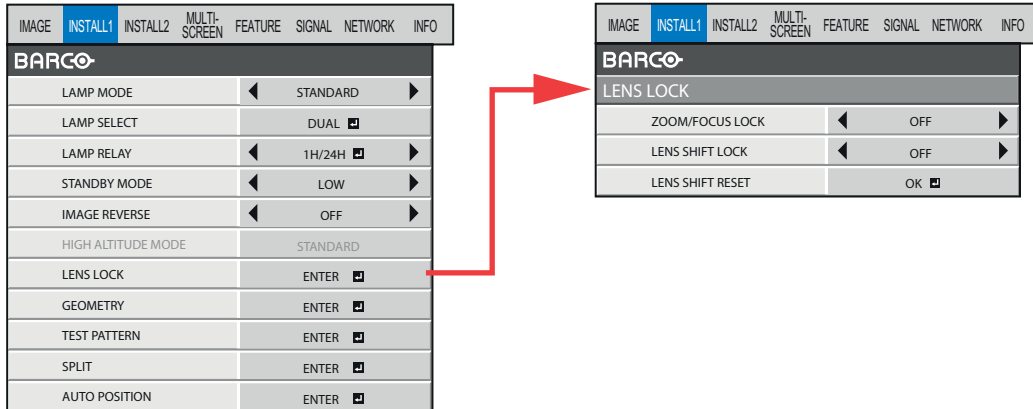 IMAGE INSTALL1 INSTALL2 MULTI-SCREEN FEATURE SIGNAL NETWORK INFO
BARCO
LAMP MODE STANDARD
LAMP SELECT DUAL
LAMP RELAY 1H/24H
STANDBY MODE LOW
IMAGE REVERSE OFF
HIGH ALTITUDE MODE STANDARD
LENS LOCK ENTER
GEOMETRY ENTER
TEST PATTERN ENTER
SPLIT ENTER
AUTO POSITION ENTER
IMAGE INSTALL1 INSTALL2 MULTI-SCREEN FEATURE SIGNAL NETWORK INFO
BARCO
LENS LOCK
ZOOM/FOCUS LOCK OFF
LENS SHIFT LOCK OFF
LENS SHIFT RESET OK